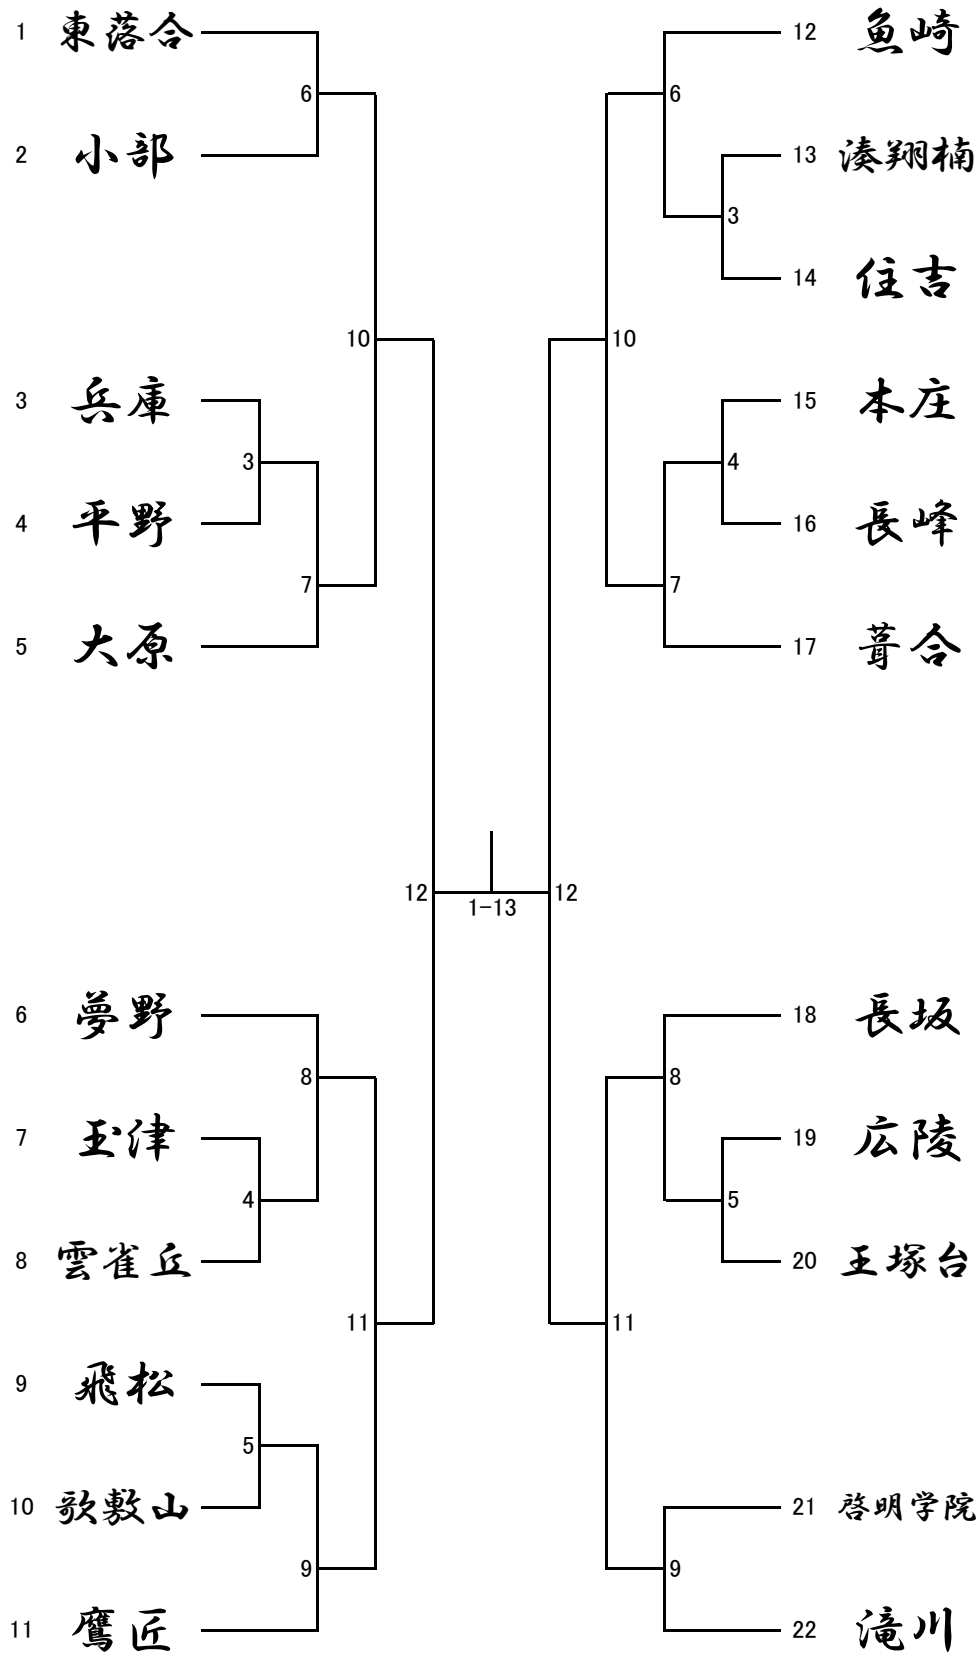 1 東落合
6
2 小部
10
3 兵庫
3
4 平野
7
5 大原
12
6 夢野
8
7 玉津
4
8 雲雀丘
11
9 飛松
5
10 歌敷山
9
11 鷹匠
1-13
12 魚崎
6
13 湊翔楠
3
14 住吉
10
15 本庄
4
16 長峰
7
17 葺合
12
18 長坂
8
19 広陵
5
20 王塚台
11
21 啓明学院
9
22 滝川